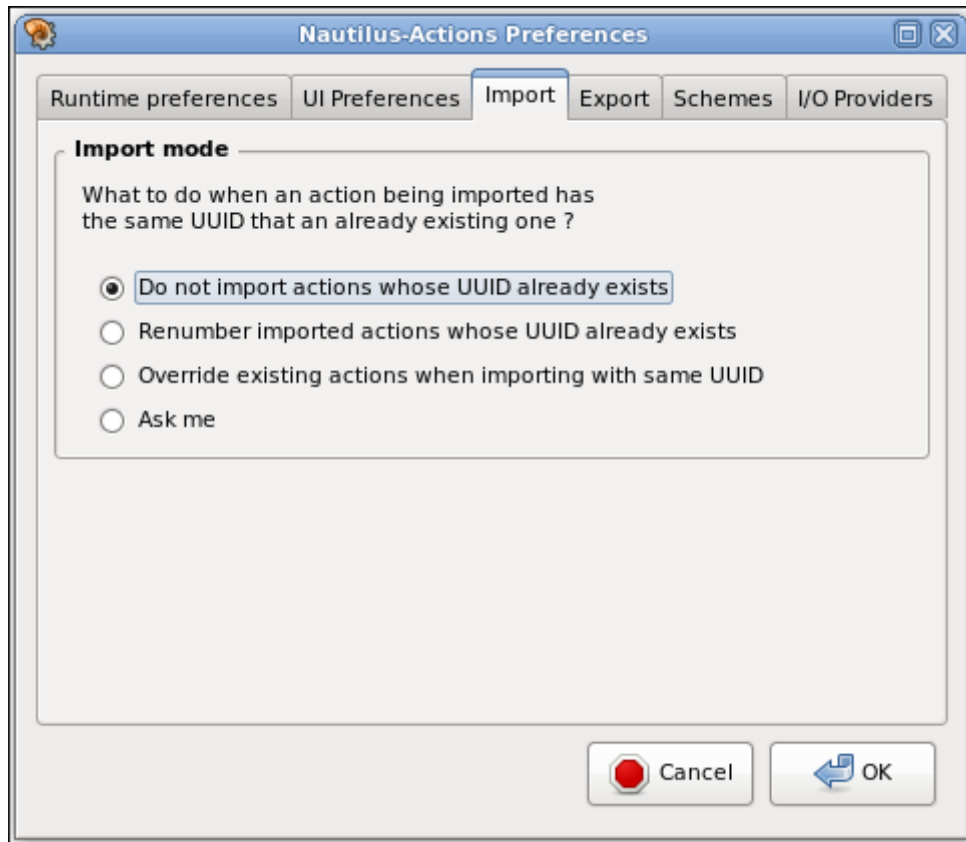 Nautilus-Actions Preferences
Runtime preferences UI Preferences Import Export Schemes I/O Providers
Import mode
What to do when an action being imported has
the same UUID that an already existing one ?
Do not import actions whose UUID already exists
Renumber imported actions whose UUID already exists
Override existing actions when importing with same UUID
Ask me
Cancel OK